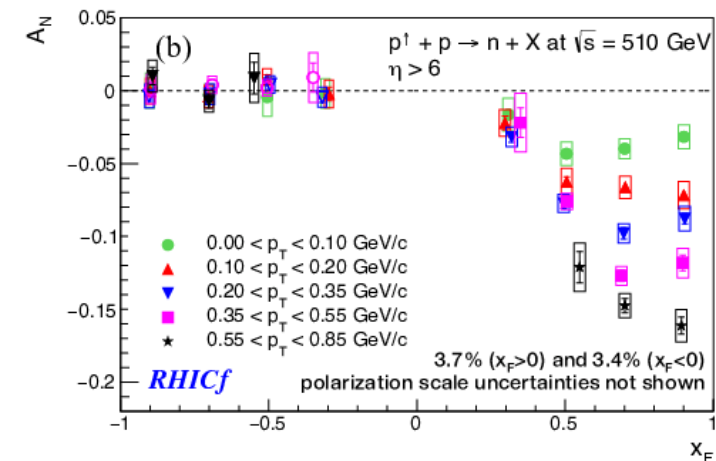 A_N
0.05
0
−0.05
−0.1
−0.15
−0.2
(b)
p↑ + p → n + X at √s = 510 GeV
η > 6
0.00 < p_T < 0.10 GeV/c
0.10 < p_T < 0.20 GeV/c
0.20 < p_T < 0.35 GeV/c
0.35 < p_T < 0.55 GeV/c
0.55 < p_T < 0.85 GeV/c
3.7% (x_F>0) and 3.4% (x_F<0)
RHICf polarization scale uncertainties not shown
−1 −0.5 0 0.5 1
x_F